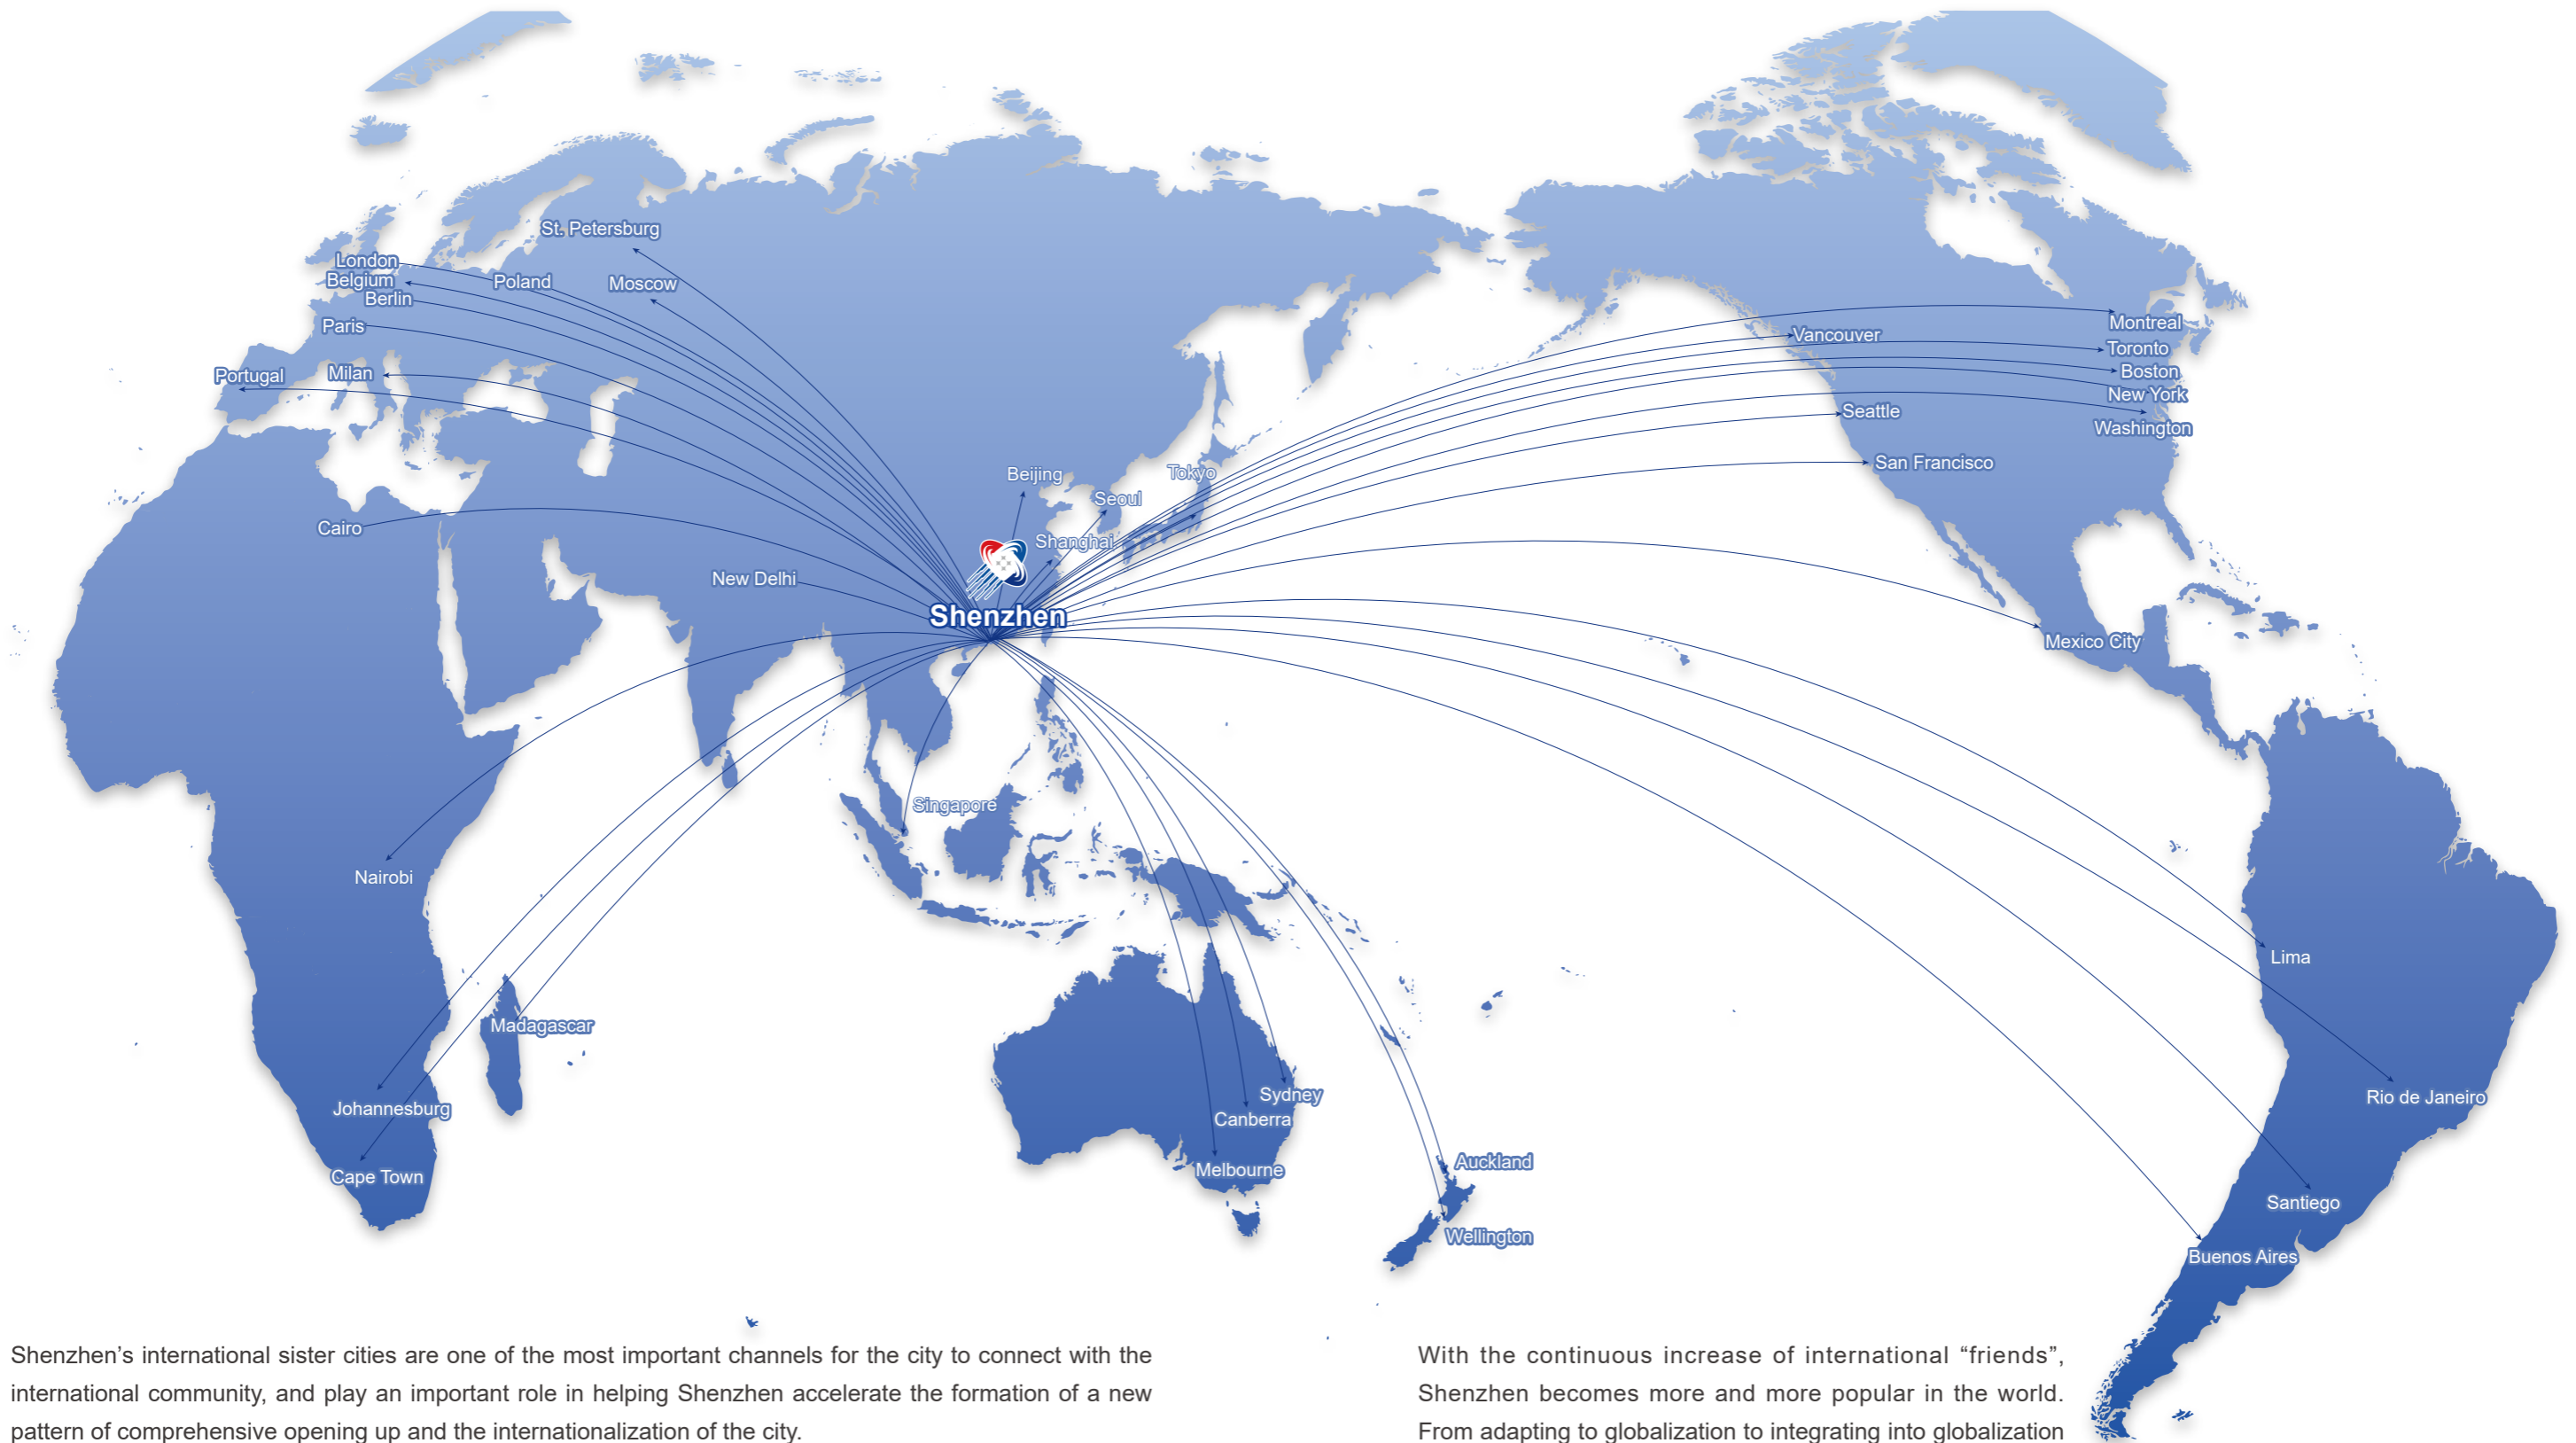 St. Petersburg
London
Belgium
Poland
Moscow
Berlin
Paris
Montreal
Vancouver
Toronto
Portugal
Milan
Boston
New York
Seattle
Washington
San Francisco
Beijing
Tokyo
Seoul
Cairo
Shanghai
New Delhi
Shenzhen
Mexico City
Singapore
Nairobi
Lima
Madagascar
Sydney
Rio de Janeiro
Johannesburg
Canberra
Auckland
Melbourne
Cape Town
Santiago
Wellington
Buenos Aires
Shenzhen’s international sister cities are one of the most important channels for the city to connect with the
international community, and play an important role in helping Shenzhen accelerate the formation of a new
pattern of comprehensive opening up and the internationalization of the city.
With the continuous increase of international “friends”,
Shenzhen becomes more and more popular in the world.
From adapting to globalization to integrating into globalization